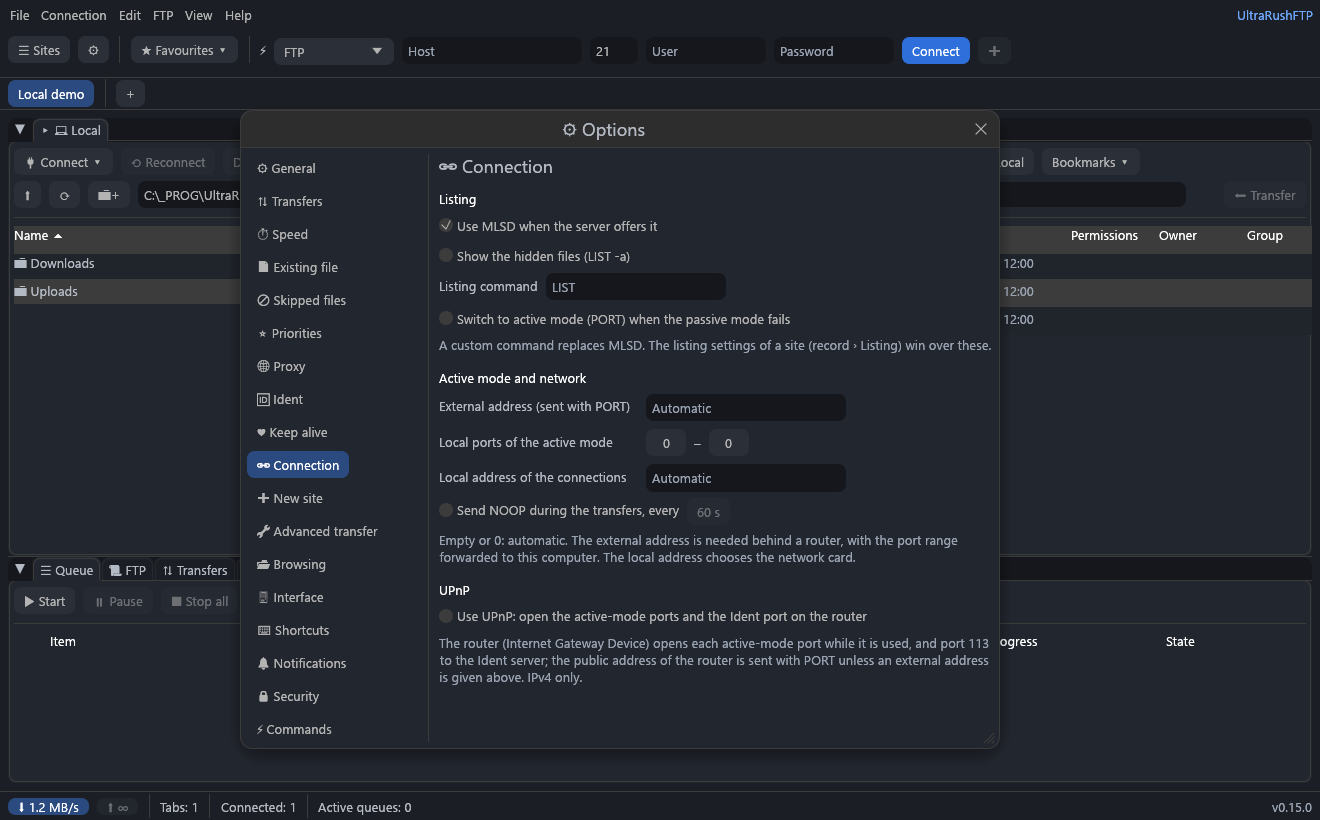 File Connection Edit FTP View Help UltraRushFTP
Sites Favourites FTP Host 21 User Password Connect +
Local demo +
Local
Options
Connect Reconnect D ocal Bookmarks
C:\_PROG\UltraR Transfer
Name Permissions Owner Group
Downloads 12:00
Uploads 12:00
12:00
General
Transfers
Speed
Existing file
Skipped files
Priorities
Proxy
Ident
Keep alive
Connection
New site
Advanced transfer
Browsing
Interface
Shortcuts
Notifications
Security
Commands
Connection
Listing
Use MLSD when the server offers it
Show the hidden files (LIST -a)
Listing command LIST
Switch to active mode (PORT) when the passive mode fails
A custom command replaces MLSD. The listing settings of a site (record › Listing) win over these.
Active mode and network
External address (sent with PORT) Automatic
Local ports of the active mode 0 – 0
Local address of the connections Automatic
Send NOOP during the transfers, every 60 s
Empty or 0: automatic. The external address is needed behind a router, with the port range
forwarded to this computer. The local address chooses the network card.
UPnP
Use UPnP: open the active-mode ports and the Ident port on the router
The router (Internet Gateway Device) opens each active-mode port while it is used, and port 113
to the Ident server; the public address of the router is sent with PORT unless an external address
is given above. IPv4 only.
Queue FTP Transfers
Start Pause Stop all
Item ogress State
1.2 MB/s ∞ Tabs: 1 Connected: 1 Active queues: 0 v0.15.0